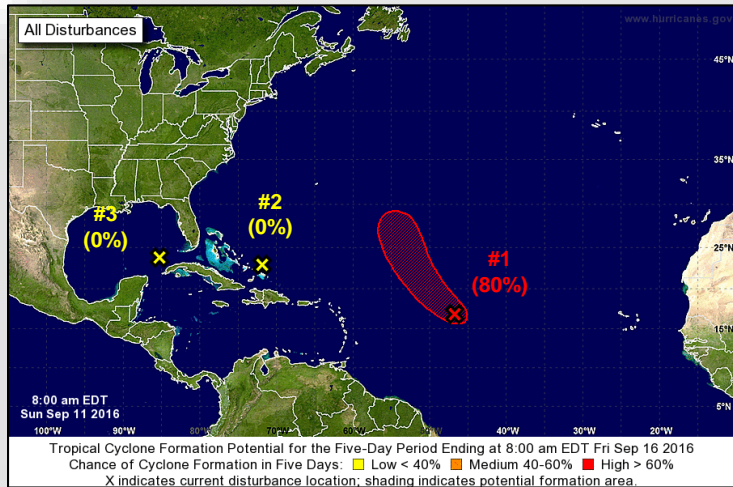 All Disturbances
www.hurricanes.gov
45°N
35°N
#2
(0%)
#3
(0%)
25°N
#1
(80%)
15°N
8:00 am EDT
Sun Sep 11 2016
5°N
100°W
90°W
80°W
70°W
60°W
50°W
40°W
30°W
20°W
Tropical Cyclone Formation Potential for the Five-Day Period Ending at 8:00 am EDT Fri Sep 16 2016
Chance of Cyclone Formation in Five Days: Low < 40% Medium 40-60% High > 60%
X indicates current disturbance location; shading indicates potential formation area.